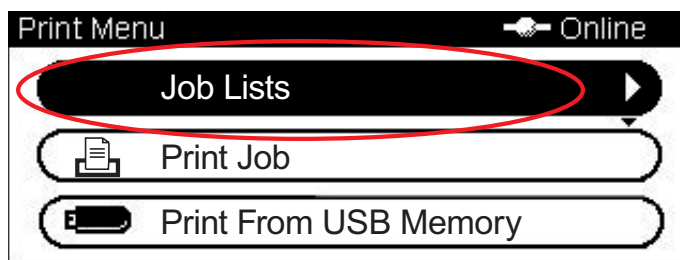 Print Menu Online
Job Lists
Print Job
Print From USB Memory